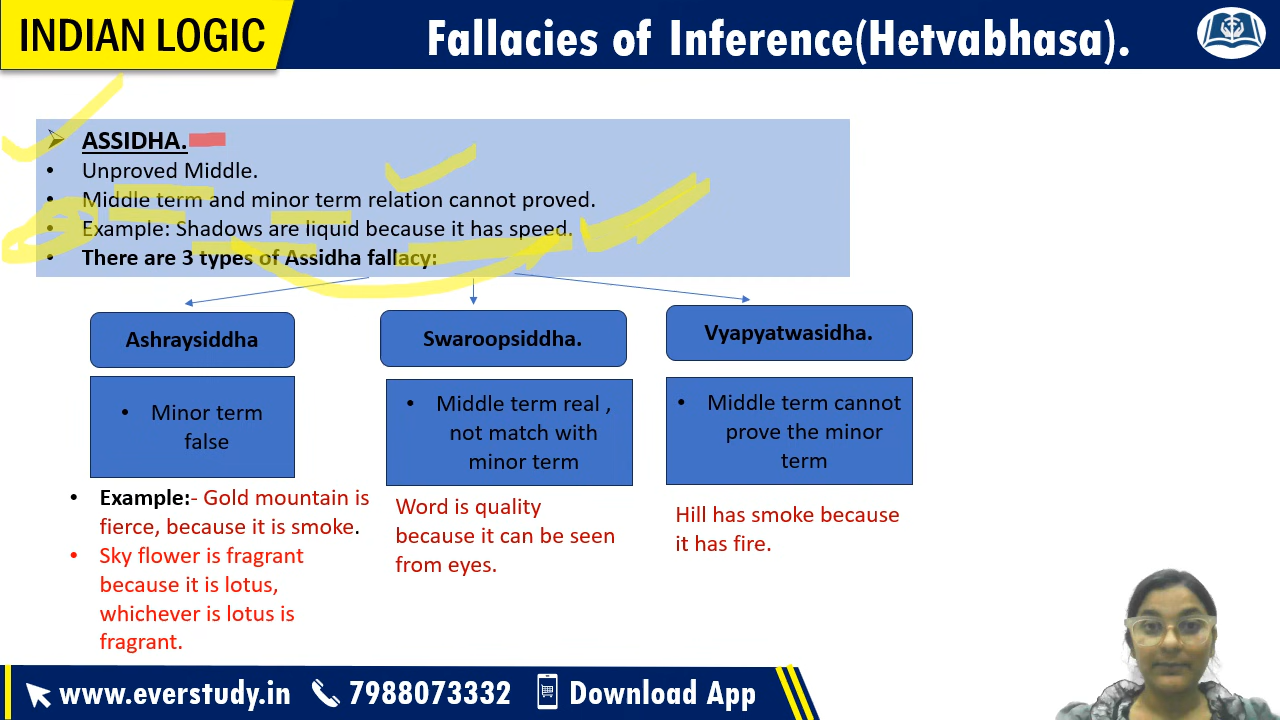 INDIAN LOGIC
Fallacies of Inference(Hetvabhasa).
ASSIDHA.
Unproved Middle.
Middle term and minor term relation cannot proved.
Example: Shadows are liquid because it has speed.
There are 3 types of Assidha fallacy:
Ashraysiddha
Minor term
false
Example:- Gold mountain is
fierce, because it is smoke.
Sky flower is fragrant
because it is lotus,
whichever is lotus is
fragrant.
Swaroopsiddha.
Middle term real ,
not match with
minor term
Word is quality
because it can be seen
from eyes.
Vyapyatwasidha.
Middle term cannot
prove the minor
term
Hill has smoke because
it has fire.
www.everstudy.in 7988073332 Download App